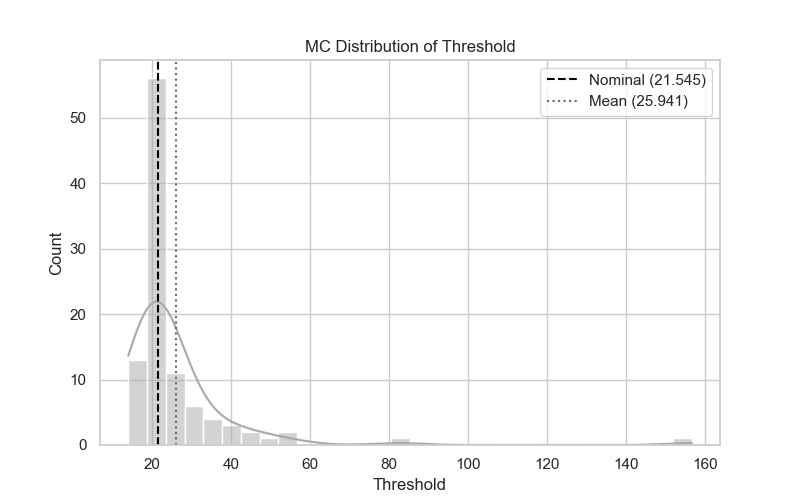 MC Distribution of Threshold
Nominal (21.545)
Mean (25.941)
Count
50
40
30
20
10
0
20 40 60 80 100 120 140 160
Threshold